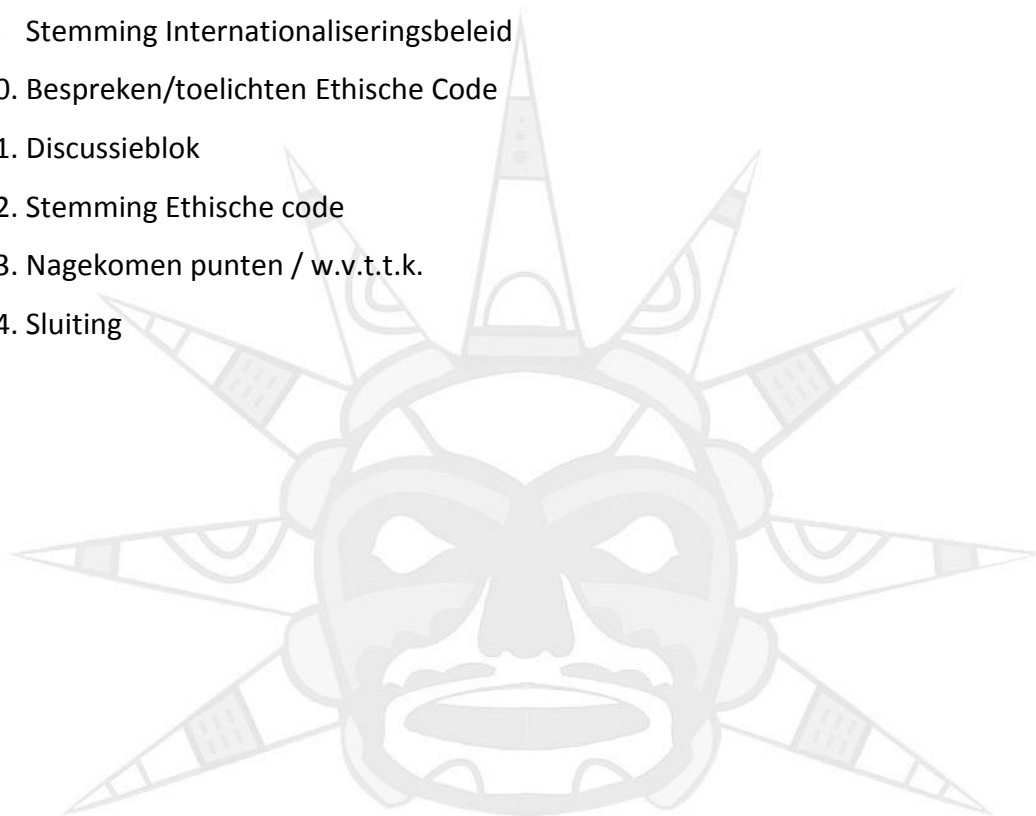 Stemming Internationaliseringsbeleid
0. Bespreken/toelichten Ethische Code
1. Discussieblok
2. Stemming Ethische code
3. Nagekomen punten / w.v.t.t.k.
4. Sluiting